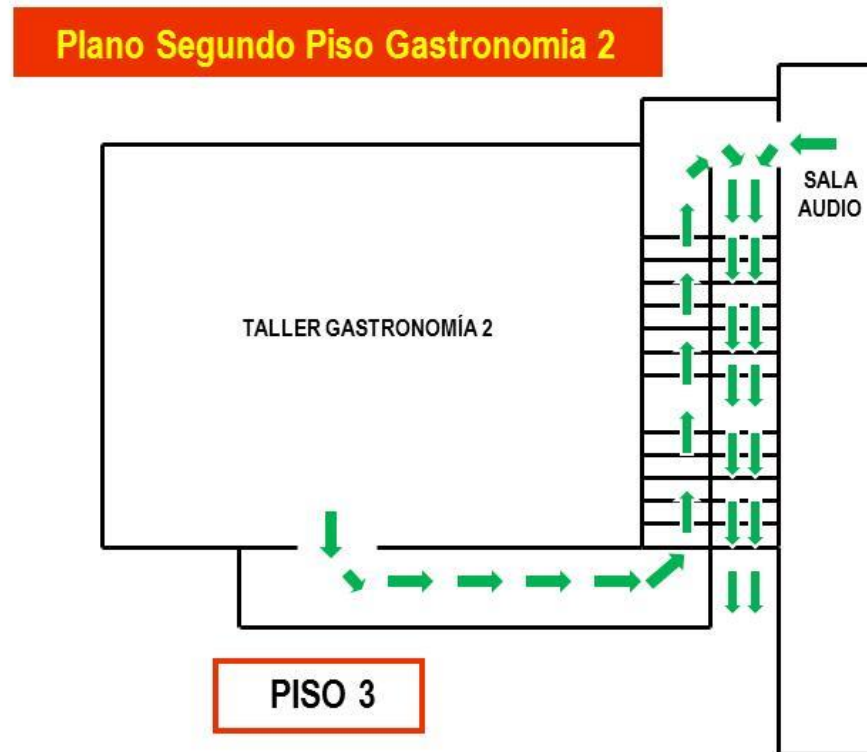 Plano Segundo Piso Gastronomia 2
SALA
AUDIO
TALLER GASTRONOMÍA 2
PISO 3